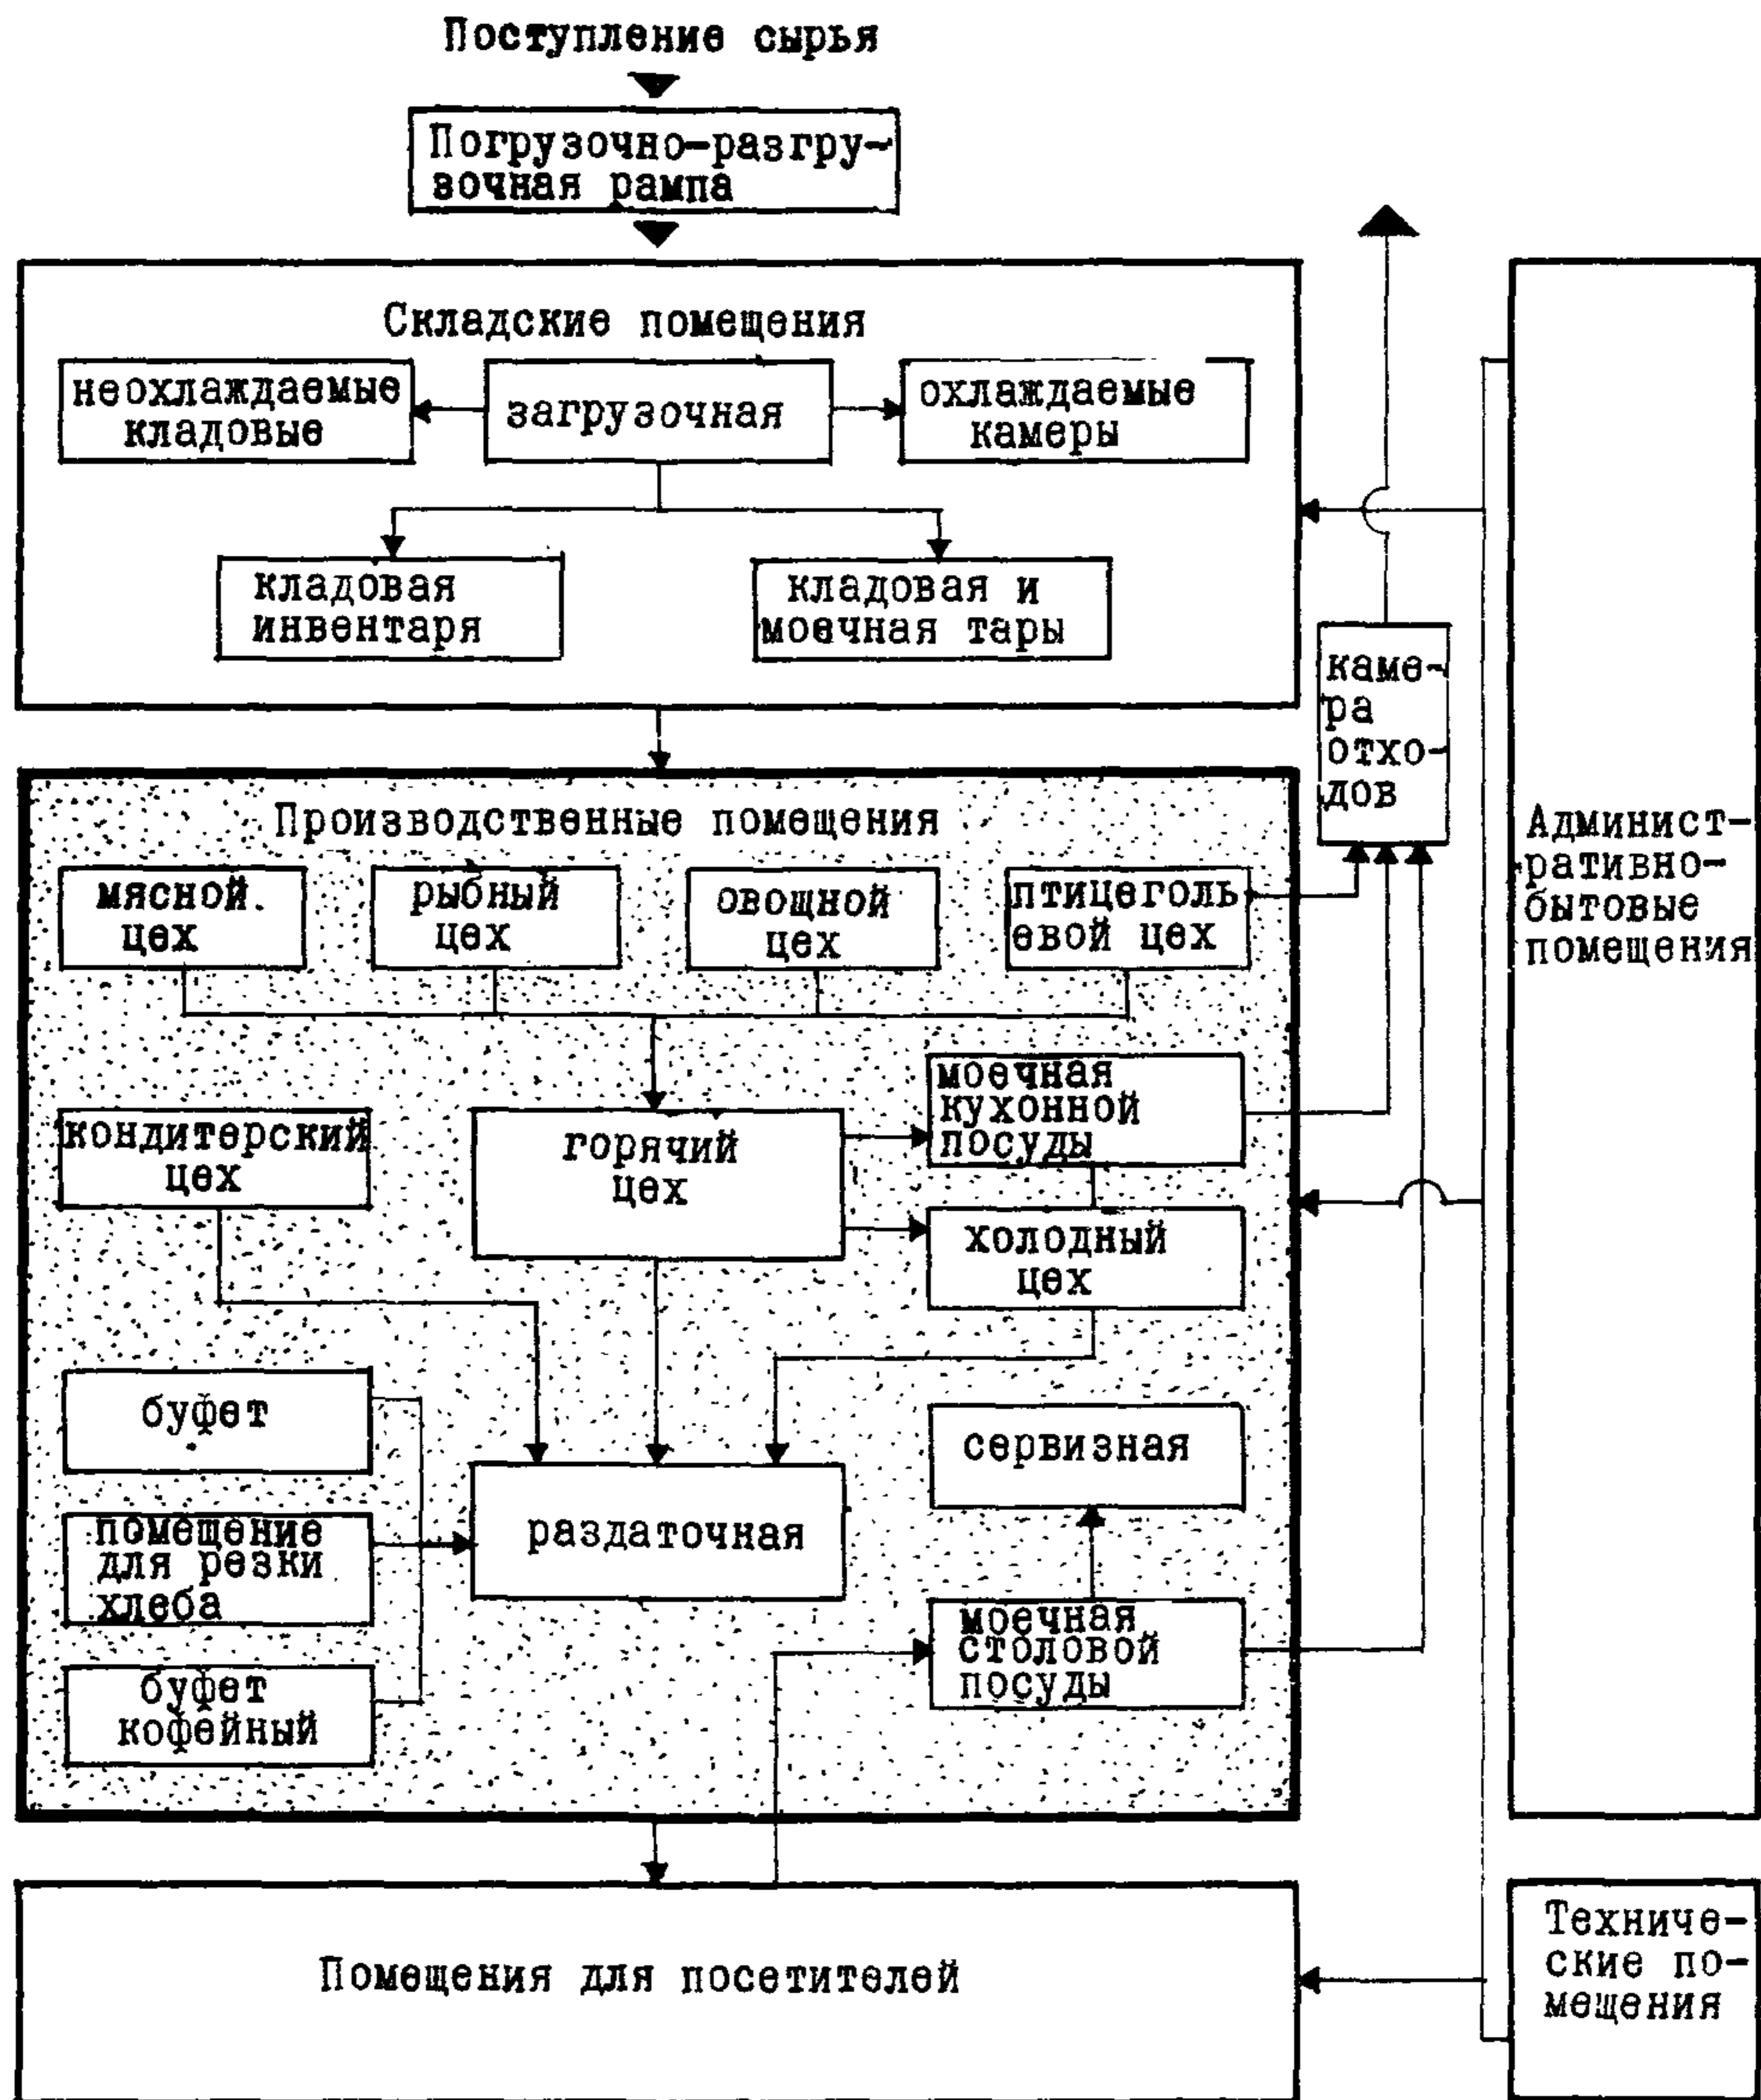 Поступление сырья
Погрузочно-разгру-
зочная рампа
Складские помещения
неохлаждаемые
кладовые
загрузочная
охлаждаемые
камеры
кладовая
инвентаря
кладовая и
моечная тары
каме-
ра
отхо-
дов
Админист-
ративно-
бытовые
помещения
Производственные помещения
мясной
цех
рыбный
цех
овощной
цех
птицеголь
евой цех
кондитерский
цех
горячий
цех
моечная
кухонной
посуды
холодный
цех
буфет
помещение
для резки
хлеба
буфет
кофейный
раздаточная
сервизная
моечная
столовой
посуды
Помещения для посетителей
Техниче-
ские по-
мещения